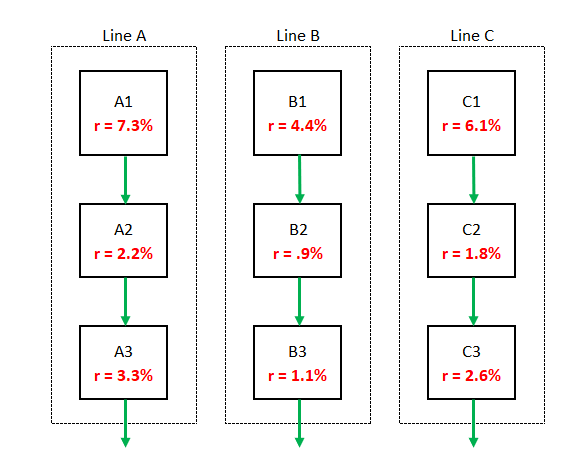 Line A
Line B
Line C
A1
r = 7.3%
B1
r = 4.4%
C1
r = 6.1%
A2
r = 2.2%
B2
r = .9%
C2
r = 1.8%
A3
r = 3.3%
B3
r = 1.1%
C3
r = 2.6%